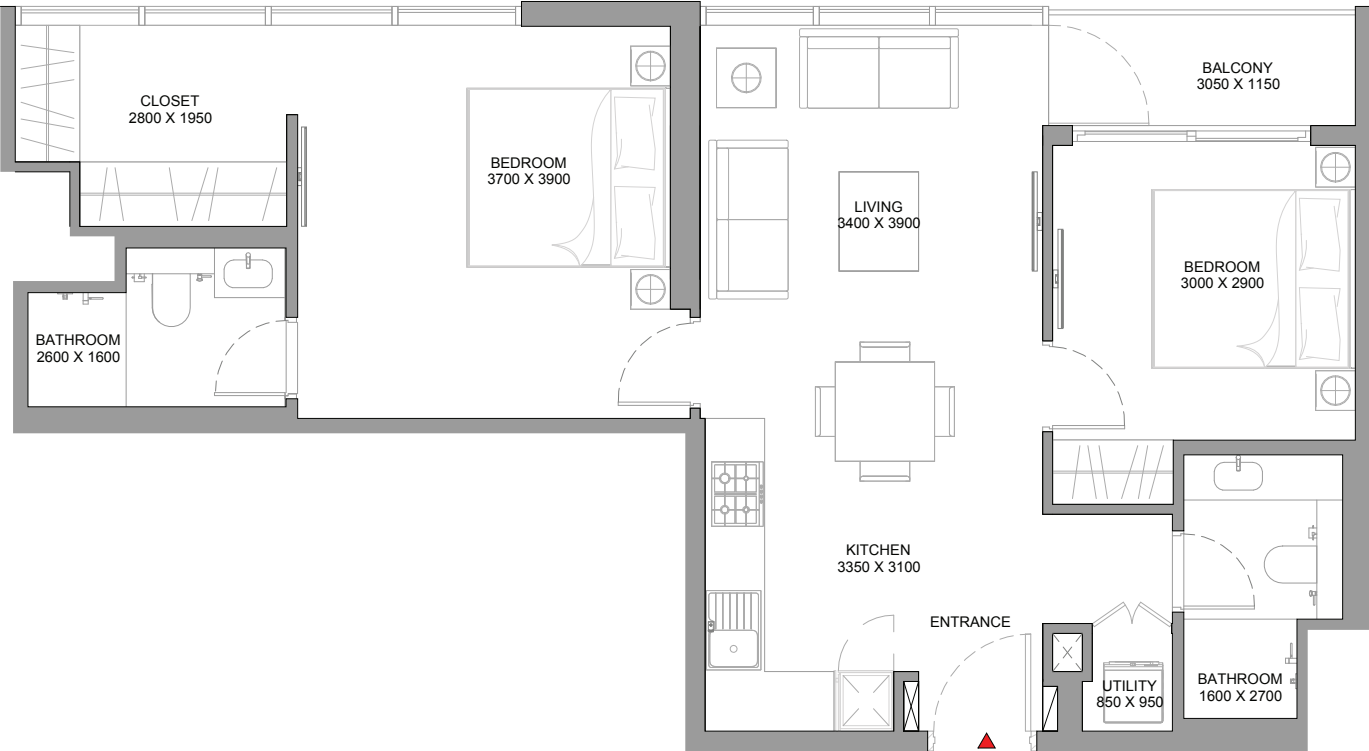 BALCONY
3050 X 1150
CLOSET
2800 X 1950
BEDROOM
3700 X 3900
LIVING
3400 X 3900
BEDROOM
3000 X 2900
BATHROOM
2600 X 1600
KITCHEN
3350 X 3100
ENTRANCE
UTILITY
850 X 950
BATHROOM
1600 X 2700